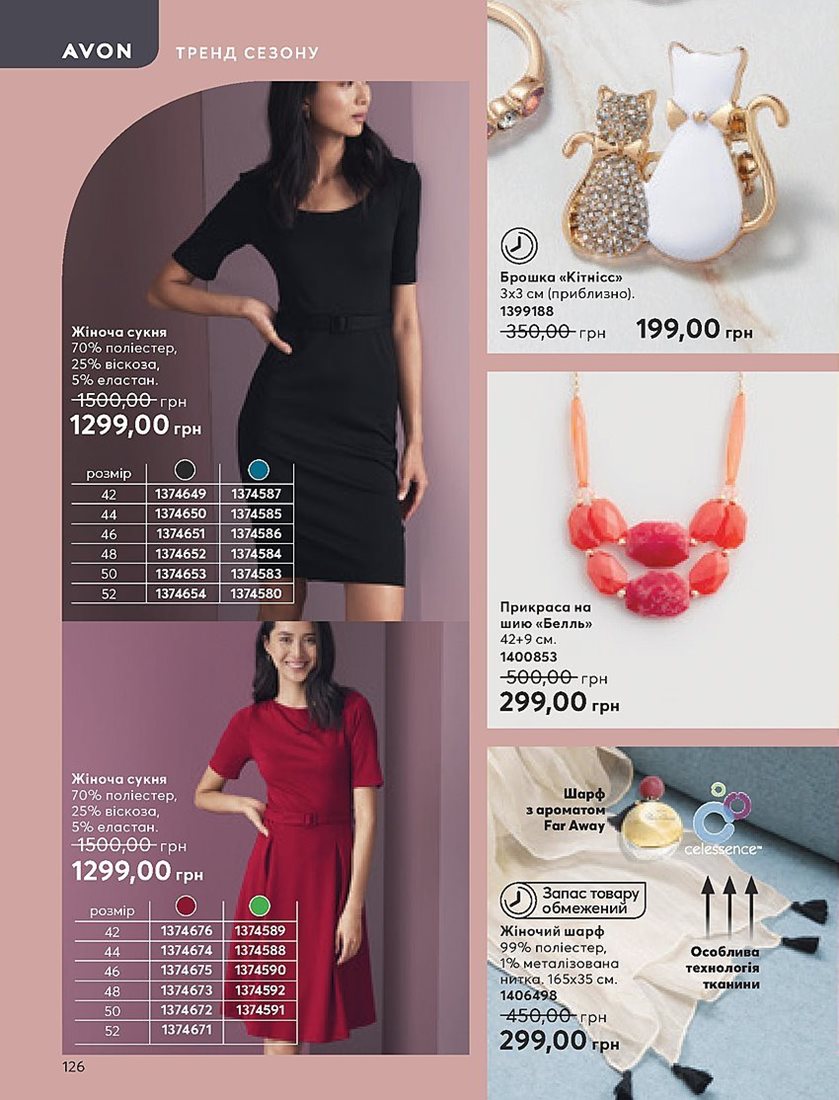 AVON ТРЕНД СЕЗОНУ
Жіноча сукня
70% поліестер,
25% віскоза,
5% еластан.
1500,00 грн
1299,00 грн
розмір
42 1374649 1374587
44 1374650 1374585
46 1374651 1374586
48 1374652 1374584
50 1374653 1374583
52 1374654 1374580
Жіноча сукня
70% поліестер,
25% віскоза,
5% еластан.
1500,00 грн
1299,00 грн
розмір
42 1374676 1374589
44 1374674 1374588
46 1374675 1374590
48 1374673 1374592
50 1374672 1374591
52 1374671
126
Брошка «Кітнісс»
3х3 см (приблизно).
1399188
350,00 грн 199,00 грн
Прикраса на
шию «Белль»
42+9 см.
1400853
500,00 грн
299,00 грн
Шарф
з ароматом
Far Away
celessence™
Запас товару
обмежений
Жіночий шарф
99% поліестер,
1% металізована
нитка. 165х35 см.
1406498
450,00 грн
299,00 грн
Особлива
технологія
тканини